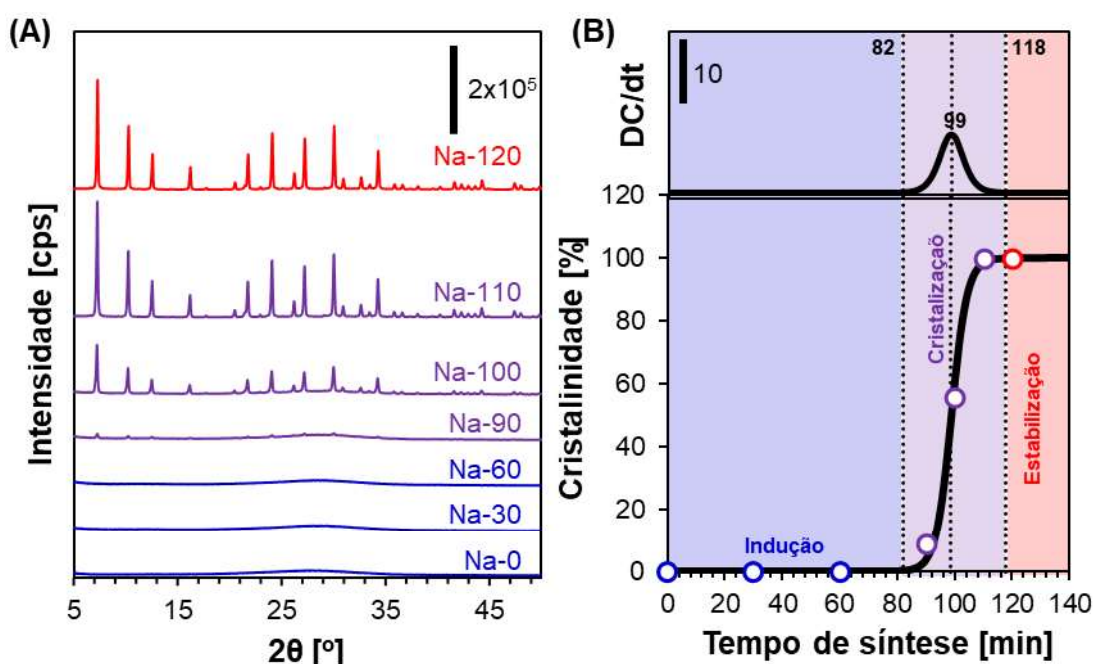 (A)
2x10⁵
Na-120
Na-110
Na-100
Na-90
Na-60
Na-30
Na-0
Intensidade [cps]
5 15 25 35 45
2θ [º]
(B)
10
82
118
99
DC/dt
120
100
80
60
40
20
0
Cristalinidade [%]
Indução
Cristalização
Estabilização
0 20 40 60 80 100 120 140
Tempo de síntese [min]